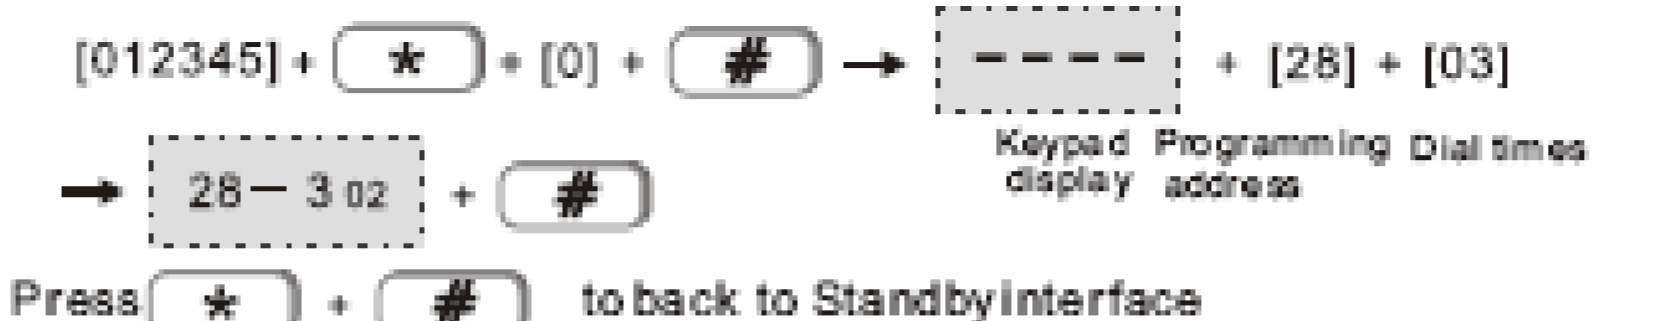 [012345] + * + [0] + # → – – – – + [28] + [03]
Keypad display Programming address Dial times
→ 28— 3 02 + #
Press * + # to back to Standby interface